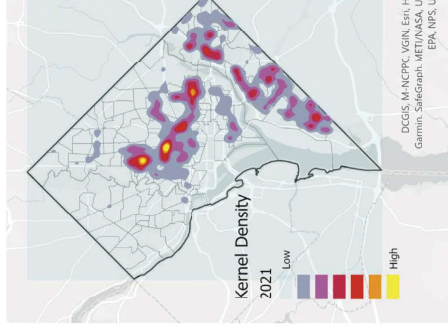 Kernel Density
2021
Low
High
DCGIS, M-NCPPC, VGIN, Esri, H
Garmin, SafeGraph, METI/NASA, U
EPA, NPS, U